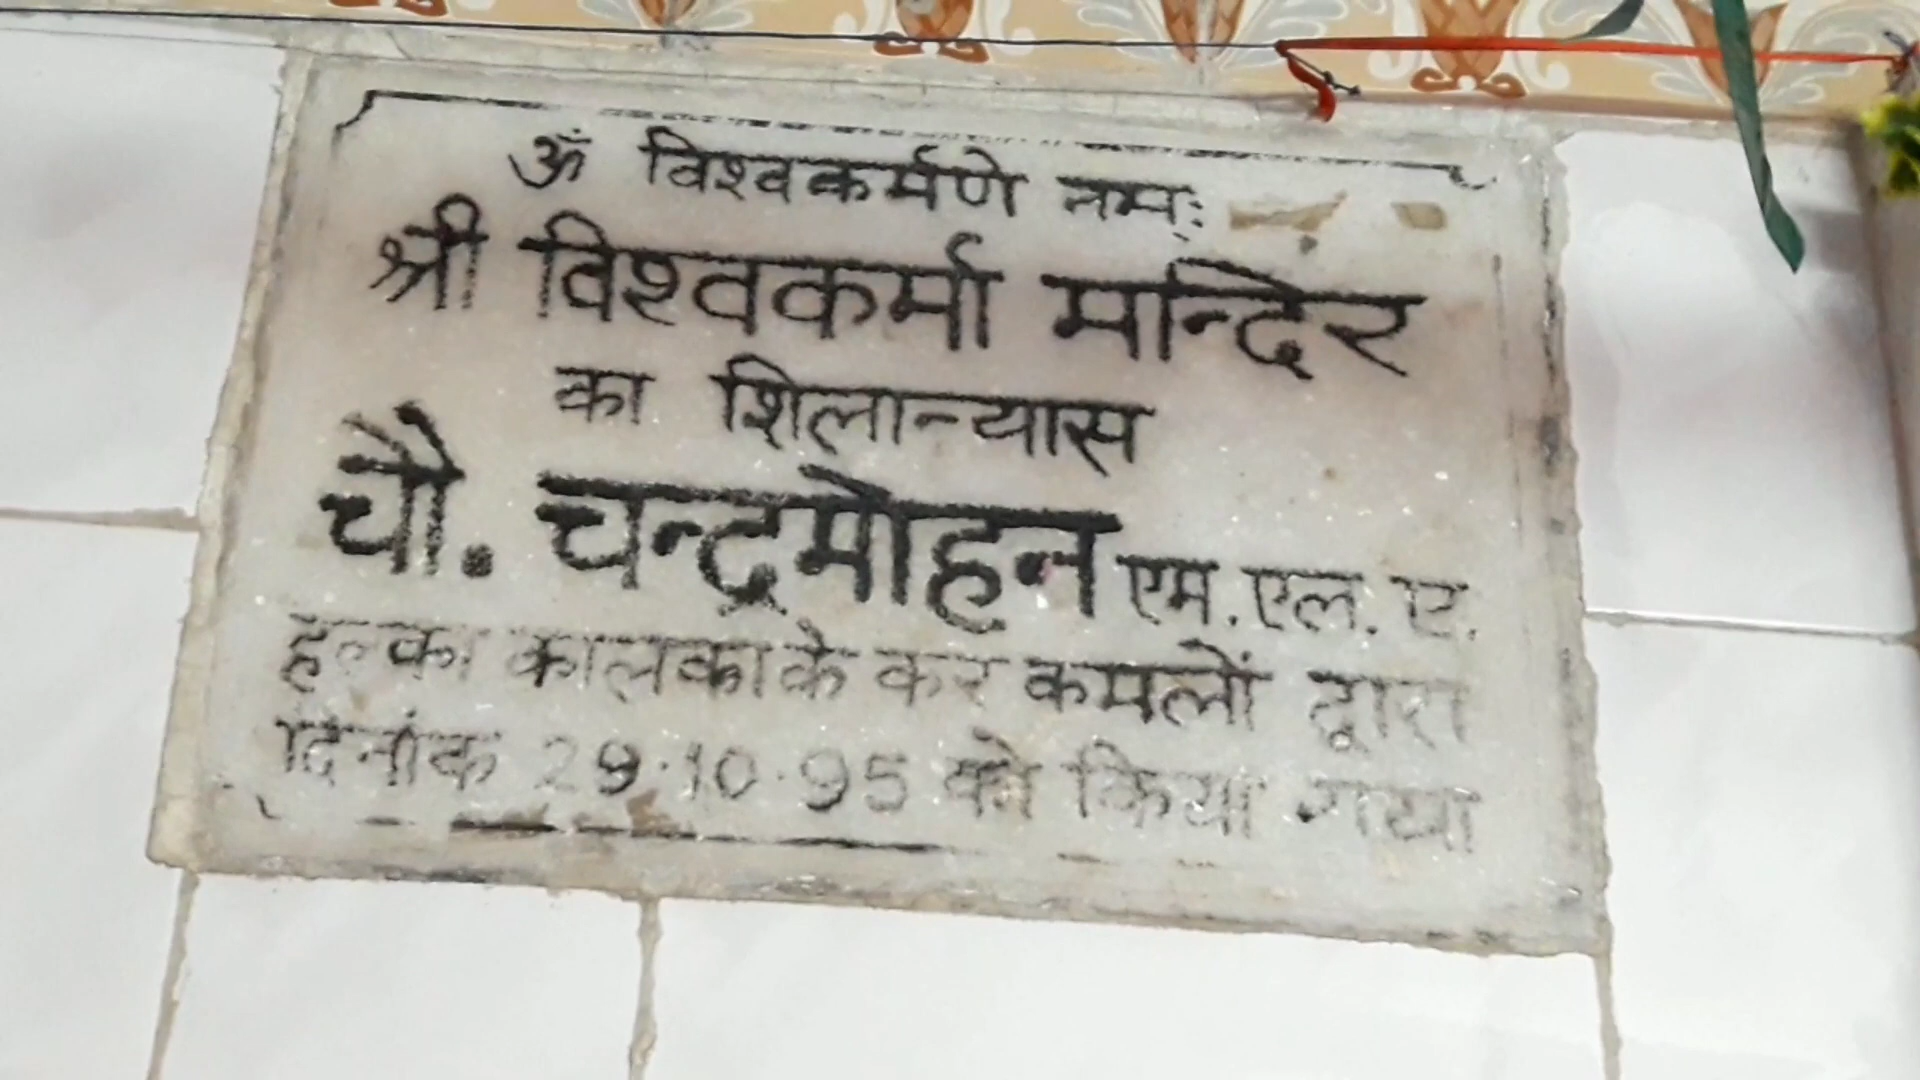 ॐ विश्वकर्मणे नमः
श्री विश्वकर्मा मन्दिर
का शिलान्यास
चौ. चन्द्रमोहन एम.एल.ए.
हल्का कालका के कर कमलों द्वारा
दिनांक 29.10.95 को किया गया